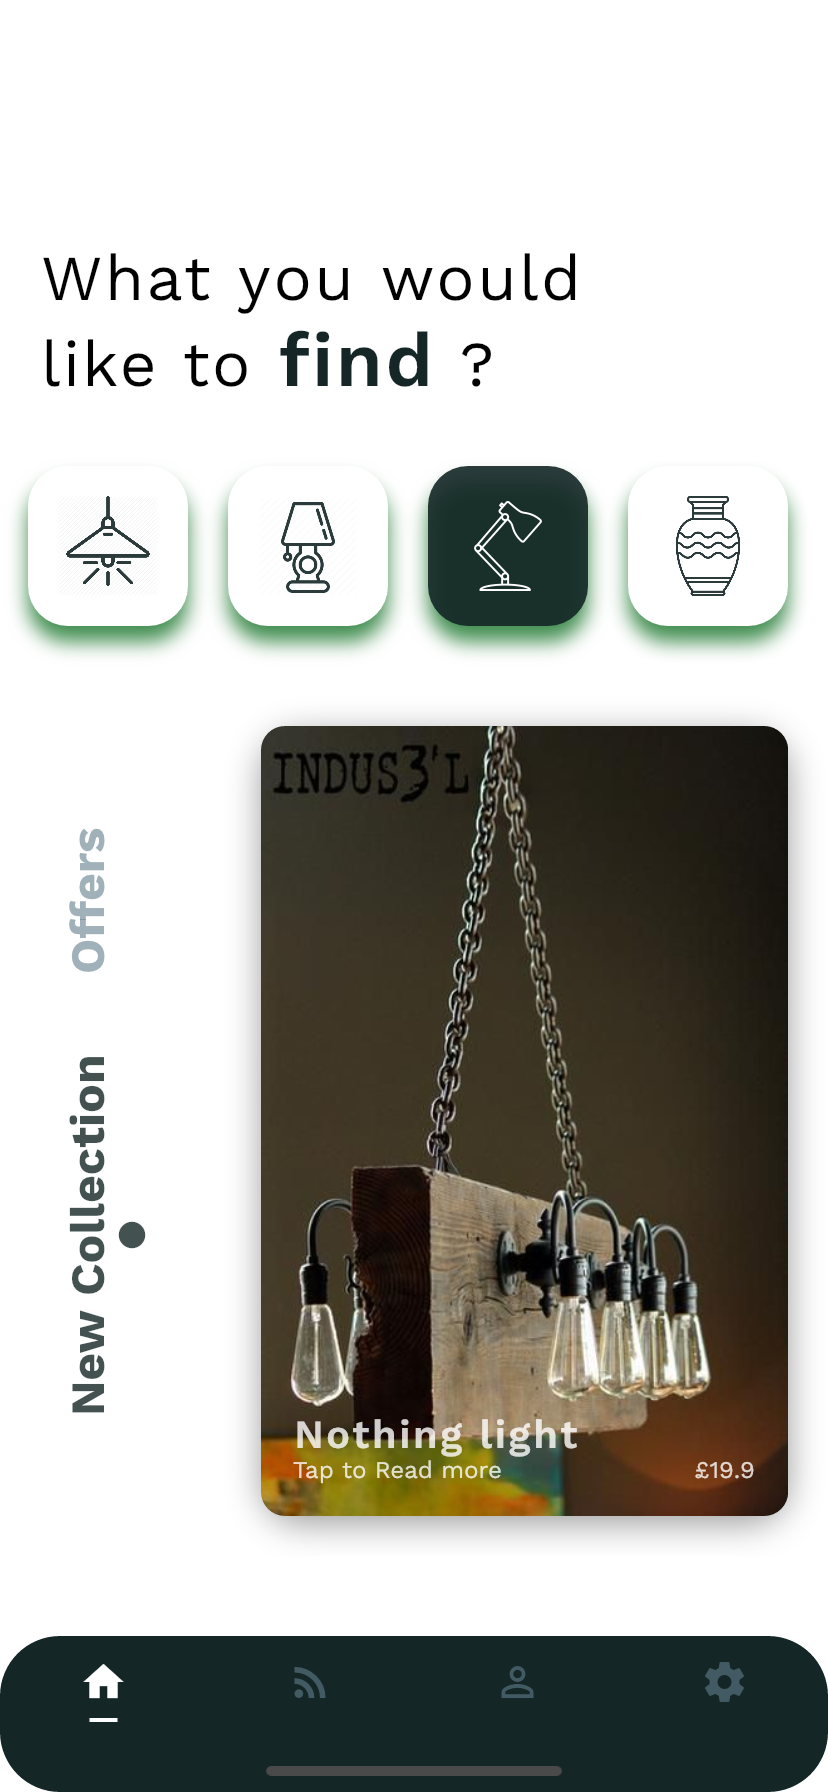 What you would
like to find ?
INDUS3'L
Offers
New Collection
Nothing light
Tap to Read more
£19.9